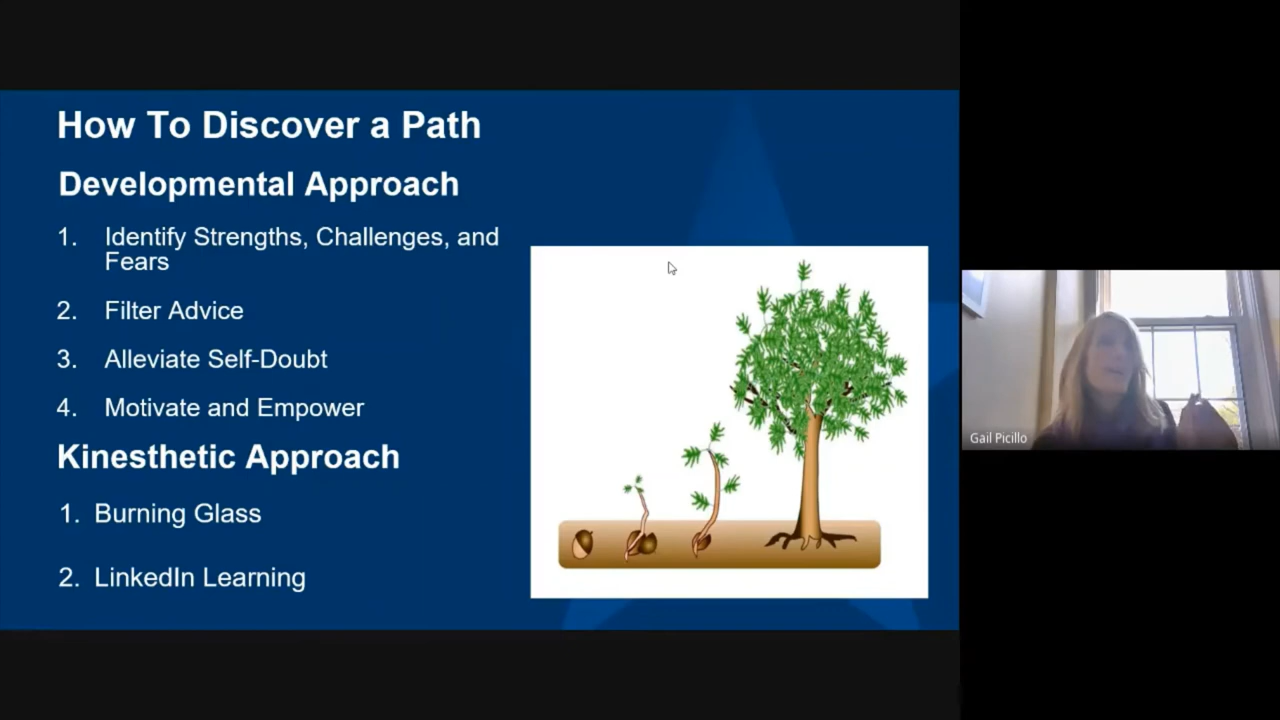 How To Discover a Path
Developmental Approach
1. Identify Strengths, Challenges, and
Fears
2. Filter Advice
3. Alleviate Self-Doubt
4. Motivate and Empower
Kinesthetic Approach
1. Burning Glass
2. LinkedIn Learning
Gail Picillo